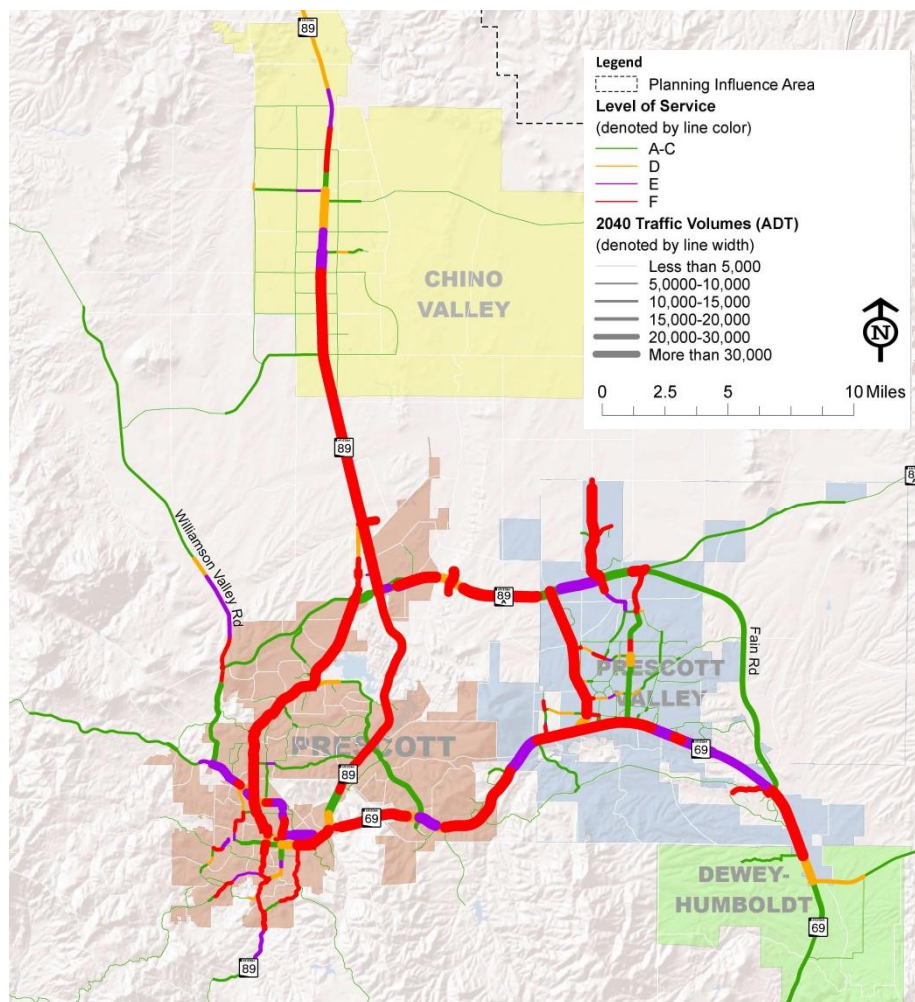 89
Legend
Planning Influence Area
Level of Service
(denoted by line color)
A-C
D
E
F
2040 Traffic Volumes (ADT)
(denoted by line width)
Less than 5,000
5,0000-10,000
10,000-15,000
15,000-20,000
20,000-30,000
More than 30,000
N
0 2.5 5 10 Miles
CHINO
VALLEY
89
Williamson Valley Rd
89
A
Fain Rd
PRESCOTT
VALLEY
PRESCOTT
69
89
69
DEWEY-
HUMBOLDT
69
89